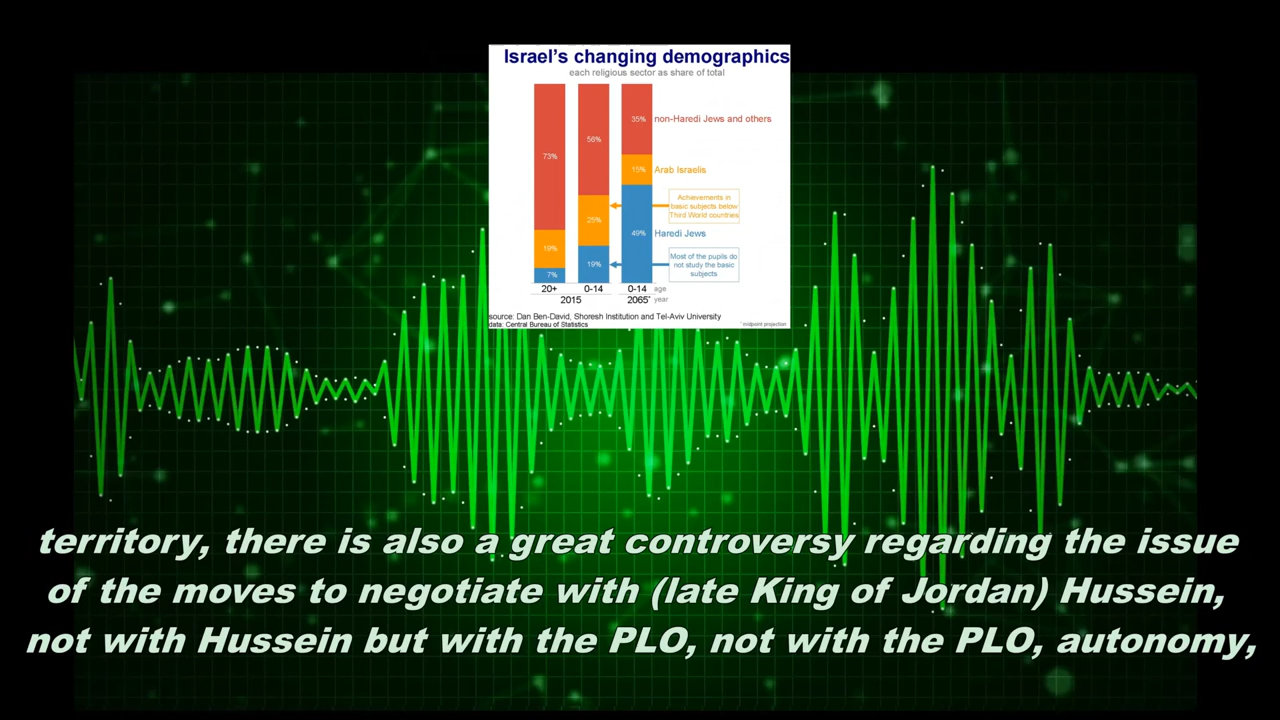 Israel's changing demographics
each religious sector as share of total
35%
non-Haredi Jews and others
56%
73%
15%
Arab Israelis
Achievements in
basic subjects below
Third World countries
25%
49%
Haredi Jews
19%
Most of the pupils do
not study the basic
subjects
19%
7%
20+ 0-14 0-14 age
2015 2065* year
source: Dan Ben-David, Shoresh Institution and Tel-Aviv University
data: Central Bureau of Statistics
* midpoint projection
territory, there is also a great controversy regarding the issue
of the moves to negotiate with (late King of Jordan) Hussein,
not with Hussein but with the PLO, not with the PLO, autonomy,